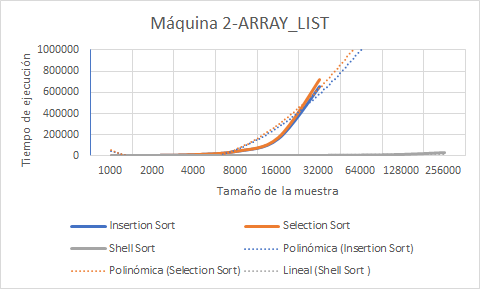 Máquina 2-ARRAY_LIST
Tiempo de ejecución
1000000
800000
600000
400000
200000
0
1000 2000 4000 8000 16000 32000 64000 128000 256000
Tamaño de la muestra
Insertion Sort Selection Sort
Shell Sort Polinómica (Insertion Sort)
Polinómica (Selection Sort) Lineal (Shell Sort )